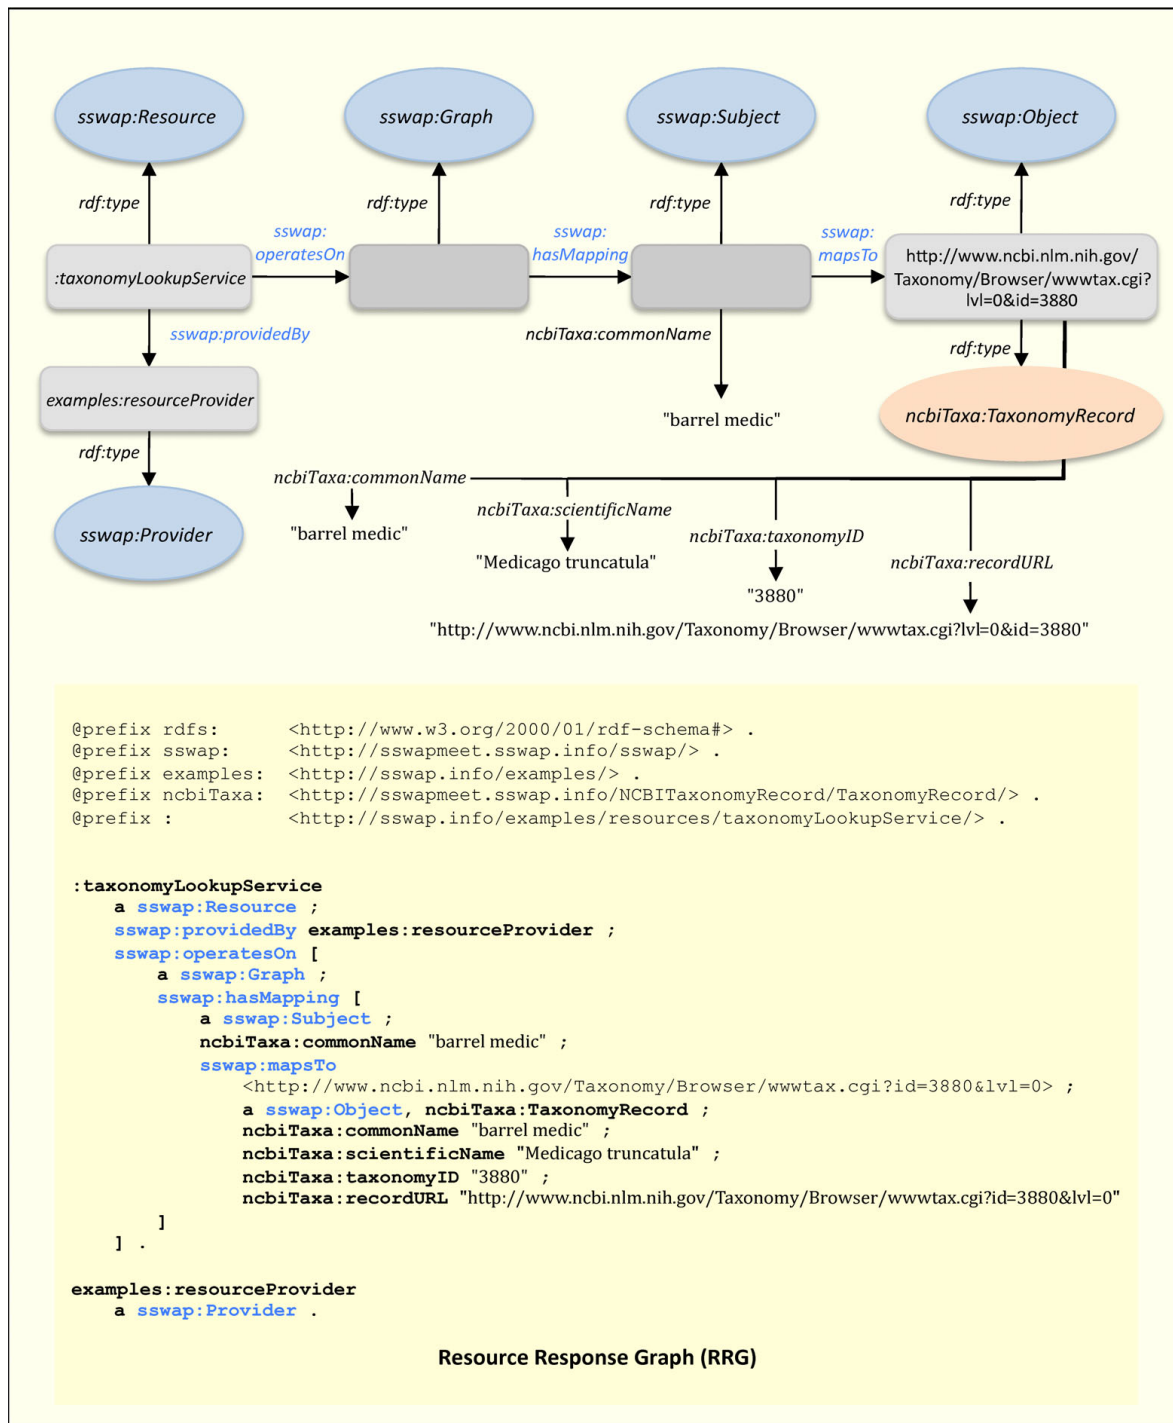 sswap:Resource
sswap:Graph
sswap:Subject
sswap:Object
rdf:type
rdf:type
rdf:type
rdf:type
sswap:
operatesOn
sswap:
hasMapping
sswap:
mapsTo
:taxonomyLookupService
http://www.ncbi.nlm.nih.gov/
Taxonomy/Browser/wwwtax.cgi?
lvl=0&id=3880
sswap:providedBy
ncbiTaxa:commonName
rdf:type
examples:resourceProvider
"barrel medic"
ncbiTaxa:TaxonomyRecord
rdf:type
sswap:Provider
ncbiTaxa:commonName
"barrel medic"
ncbiTaxa:scientificName
"Medicago truncatula"
ncbiTaxa:taxonomyID
"3880"
ncbiTaxa:recordURL
"http://www.ncbi.nlm.nih.gov/Taxonomy/Browser/wwwtax.cgi?lvl=0&id=3880"
@prefix rdfs: <http://www.w3.org/2000/01/rdf-schema#> .
@prefix sswap: <http://sswapmeet.sswap.info/sswap/> .
@prefix examples: <http://sswap.info/examples/> .
@prefix ncbiTaxa: <http://sswapmeet.sswap.info/NCBITaxonomyRecord/TaxonomyRecord/> .
@prefix : <http://sswap.info/examples/resources/taxonomyLookupService/> .
:taxonomyLookupService
a sswap:Resource ;
sswap:providedBy examples:resourceProvider ;
sswap:operatesOn [
a sswap:Graph ;
sswap:hasMapping [
a sswap:Subject ;
ncbiTaxa:commonName "barrel medic" ;
sswap:mapsTo
<http://www.ncbi.nlm.nih.gov/Taxonomy/Browser/wwwtax.cgi?id=3880&lvl=0> ;
a sswap:Object, ncbiTaxa:TaxonomyRecord ;
ncbiTaxa:commonName "barrel medic" ;
ncbiTaxa:scientificName "Medicago truncatula" ;
ncbiTaxa:taxonomyID "3880" ;
ncbiTaxa:recordURL "http://www.ncbi.nlm.nih.gov/Taxonomy/Browser/wwwtax.cgi?id=3880&lvl=0"
]
] .
examples:resourceProvider
a sswap:Provider .
Resource Response Graph (RRG)